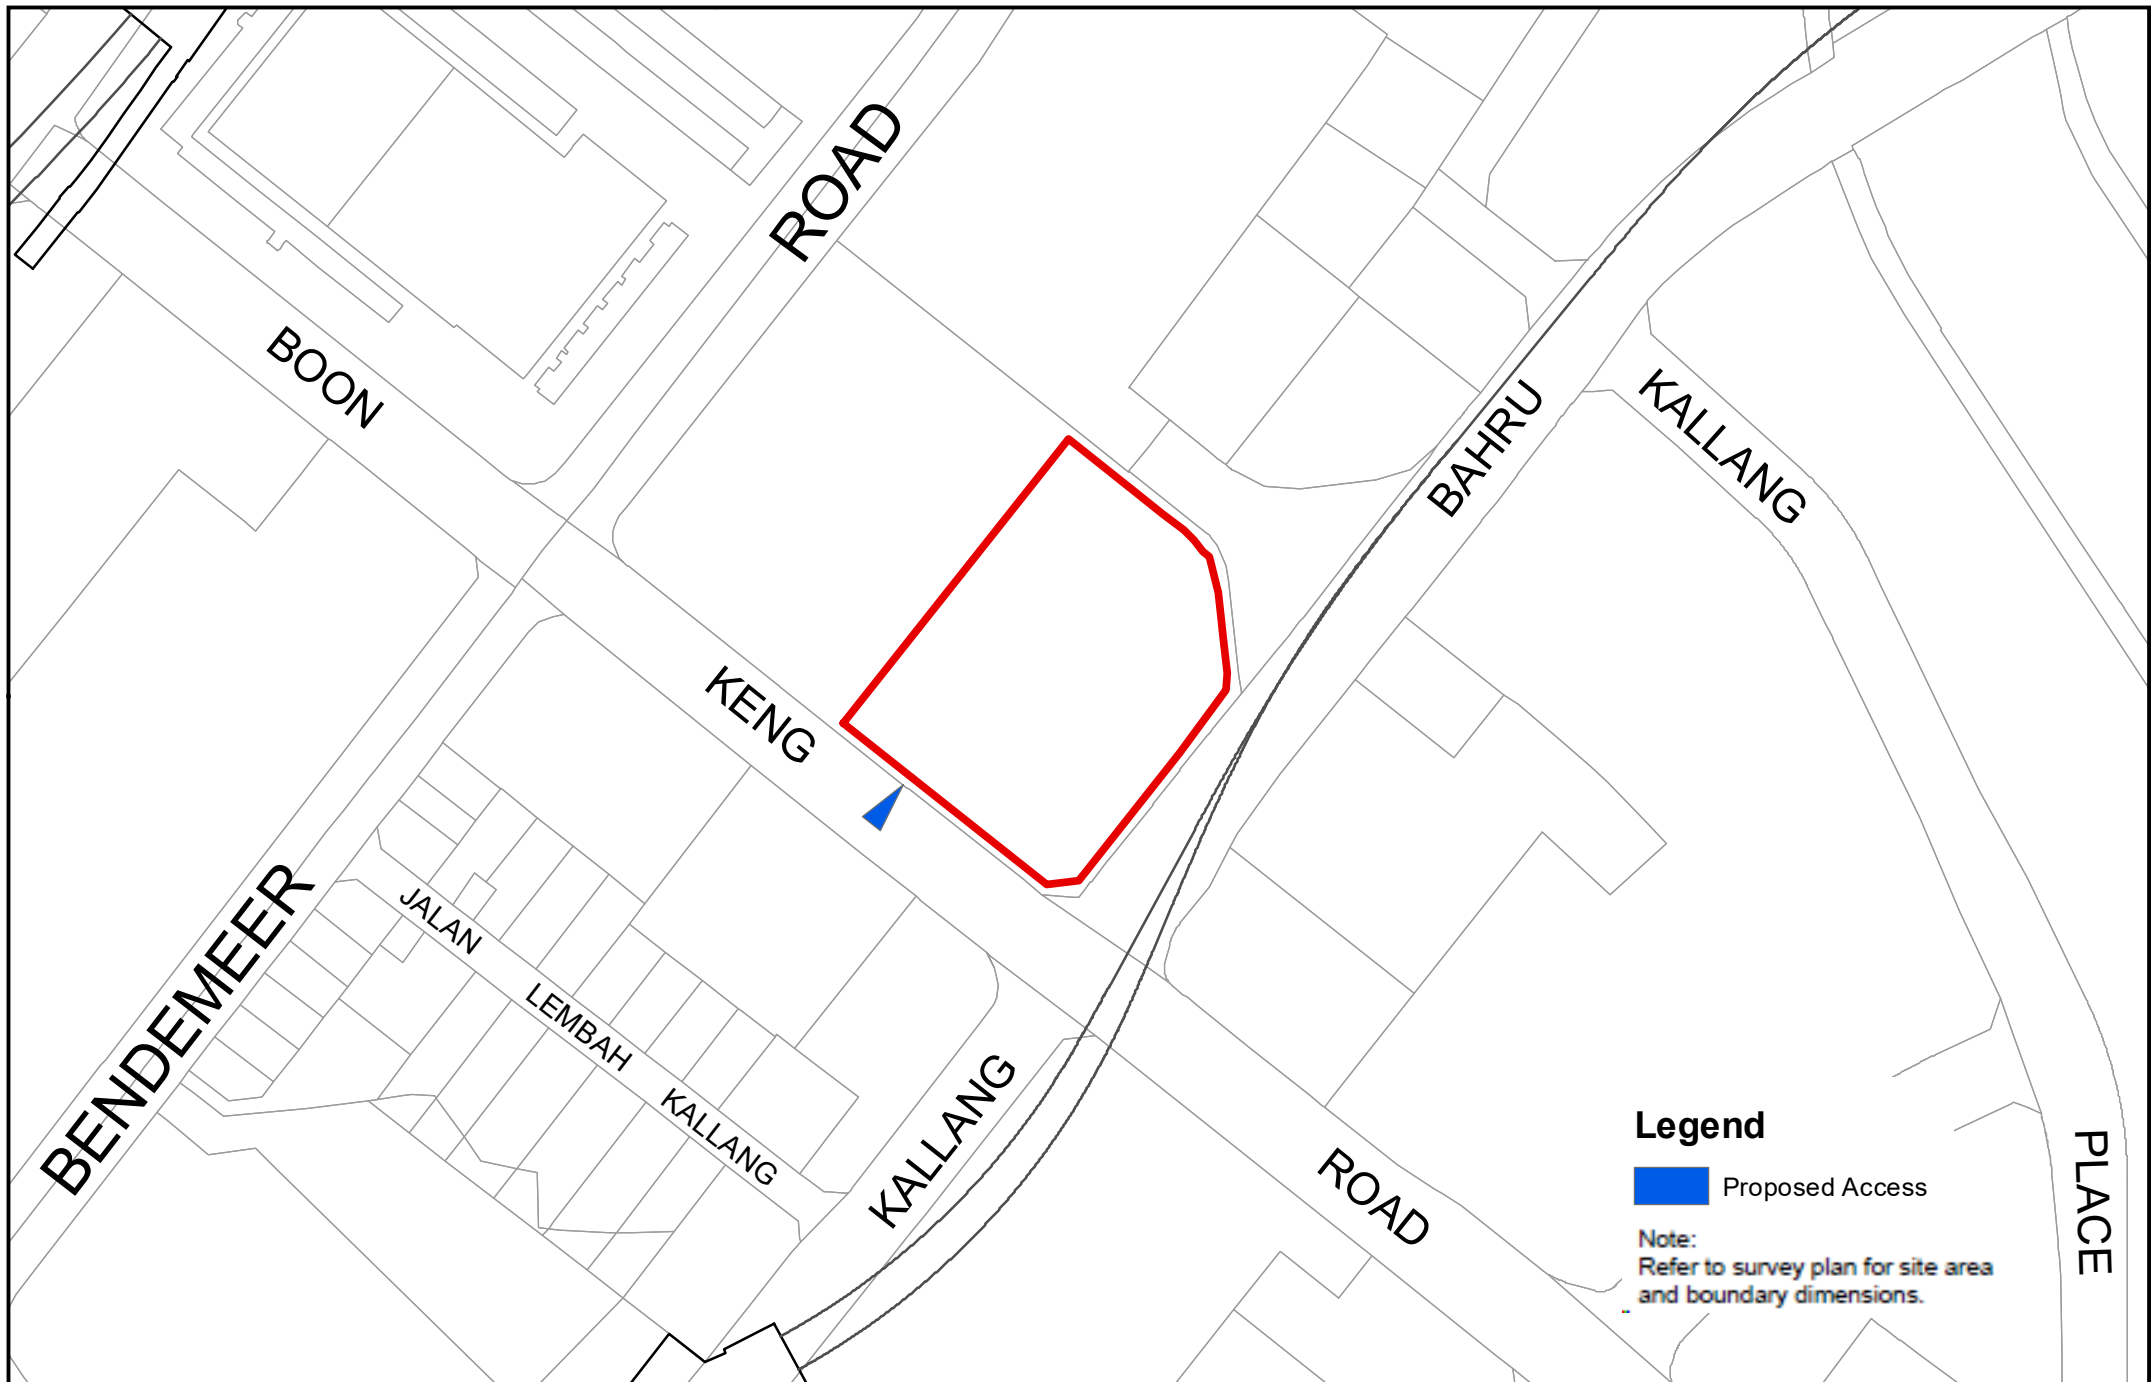 ROAD
BOON
BAHRU
KALLANG
KENG
BENDEMEER
JALAN
LEMBAH
KALLANG
KALLANG
ROAD
PLACE
Legend
Proposed Access
Note:
Refer to survey plan for site area
and boundary dimensions.